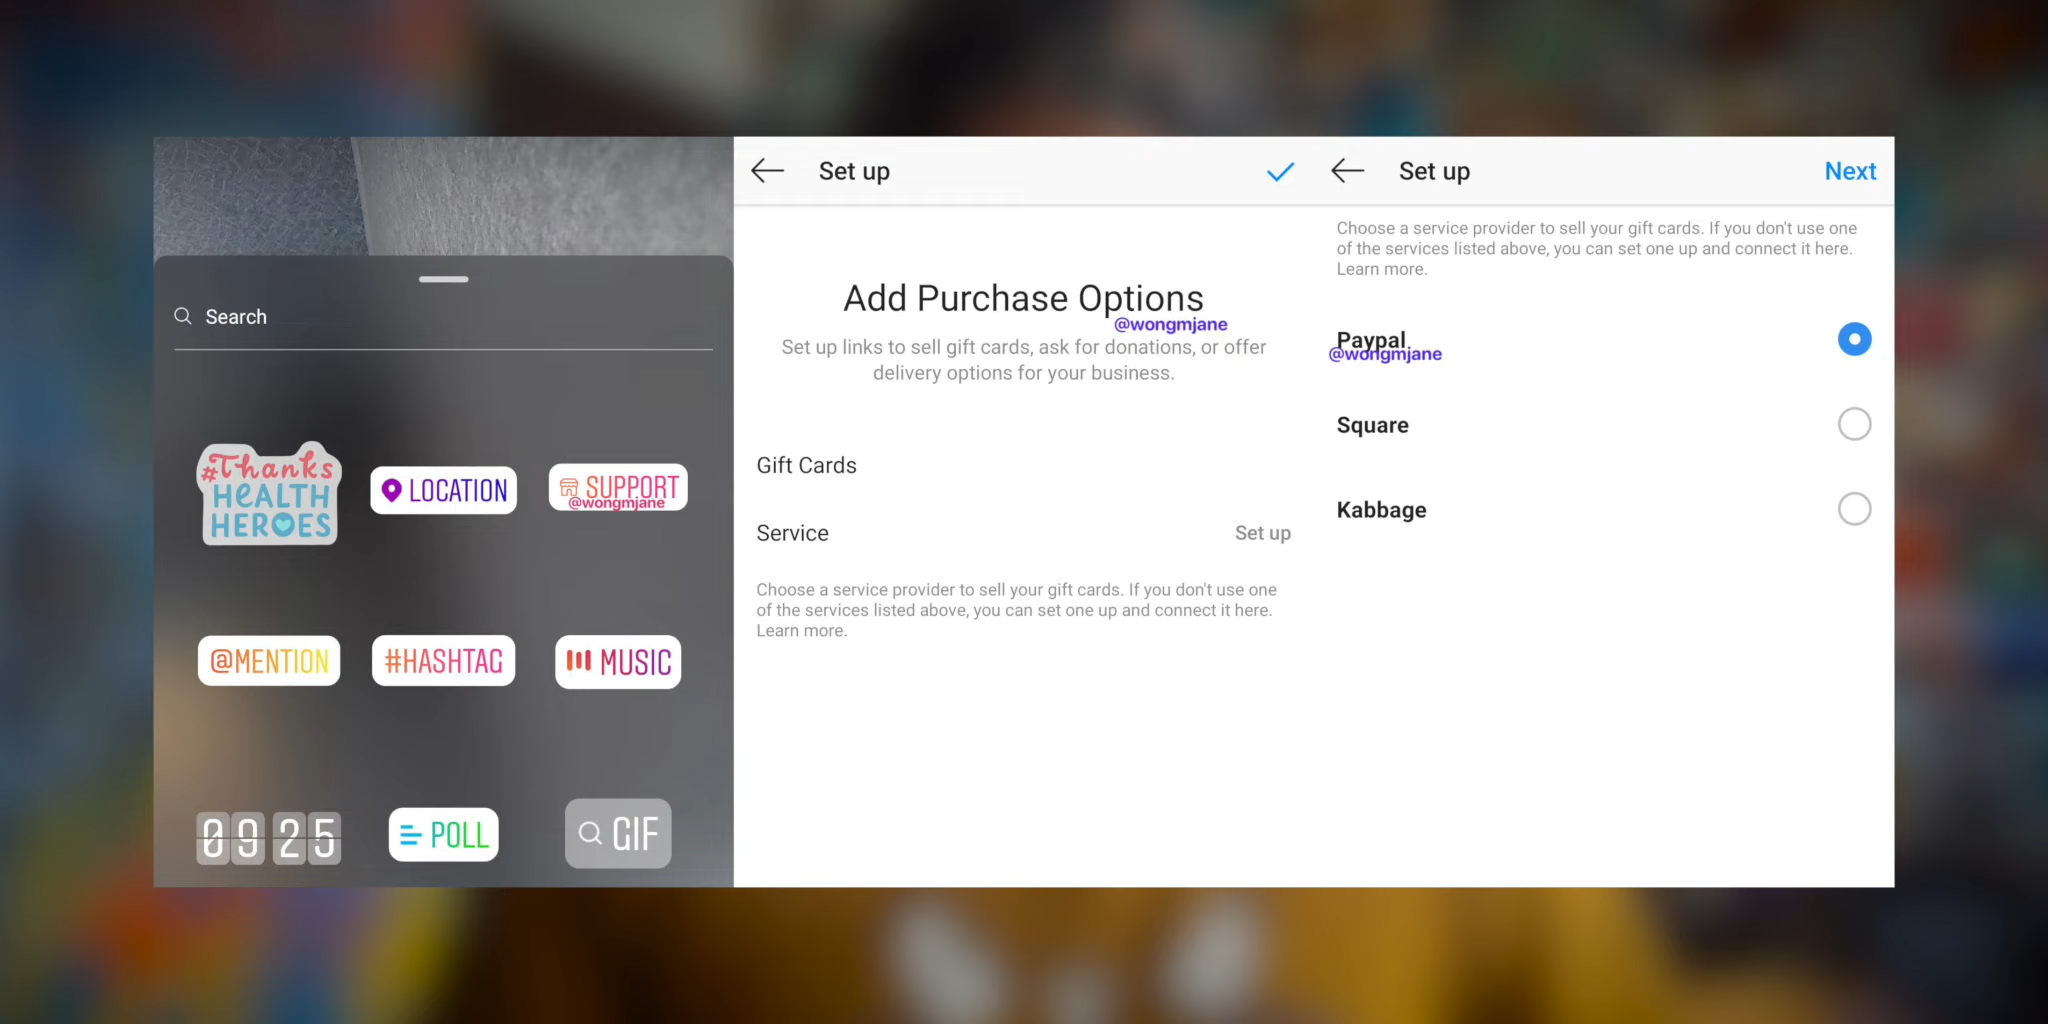 Search
#Thanks
HEALTH
HEROES
LOCATION
SUPPORT
@wongmjane
@MENTION
#HASHTAG
MUSIC
09 25
POLL
GIF
Set up
Add Purchase Options
@wongmjane
Set up links to sell gift cards, ask for donations, or offer
delivery options for your business.
Gift Cards
Service
Set up
Choose a service provider to sell your gift cards. If you don't use one
of the services listed above, you can set one up and connect it here.
Learn more.
Set up
Next
Choose a service provider to sell your gift cards. If you don't use one
of the services listed above, you can set one up and connect it here.
Learn more.
Paypal
@wongmjane
Square
Kabbage